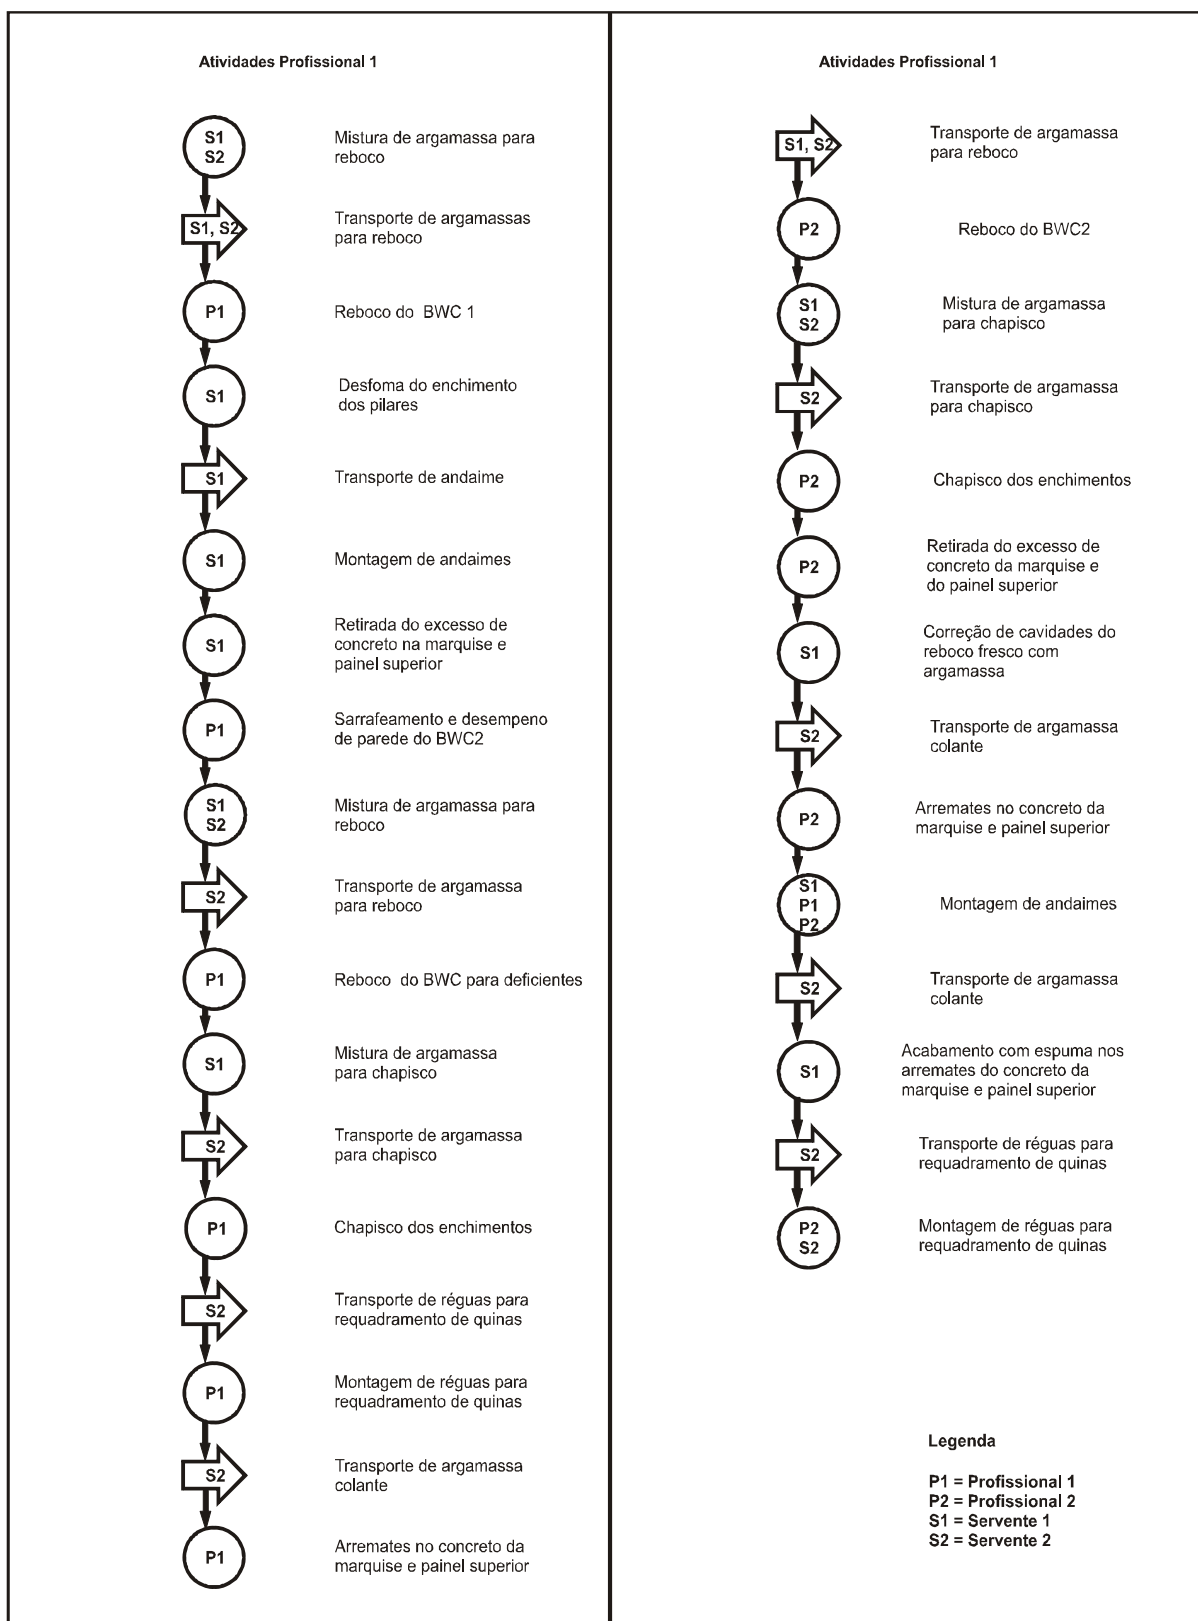 Atividades Profissional 1
S1
S2
Mistura de argamassa para
reboco
S1, S2
Transporte de argamassas
para reboco
P1
Reboco do BWC 1
S1
Desfoma do enchimento
dos pilares
S1
Transporte de andaime
S1
Montagem de andaimes
S1
Retirada do excesso de
concreto na marquise e
painel superior
P1
Sarrafeamento e desempeno
de parede do BWC2
S1
S2
Mistura de argamassa para
reboco
S2
Transporte de argamassa
para reboco
P1
Reboco do BWC para deficientes
S1
Mistura de argamassa
para chapisco
S2
Transporte de argamassa
para chapisco
P1
Chapisco dos enchimentos
S2
Transporte de réguas para
requadramento de quinas
P1
Montagem de réguas para
requadramento de quinas
S2
Transporte de argamassa
colante
P1
Arremates no concreto da
marquise e painel superior
Atividades Profissional 1
S1, S2
Transporte de argamassa
para reboco
P2
Reboco do BWC2
S1
S2
Mistura de argamassa
para chapisco
S2
Transporte de argamassa
para chapisco
P2
Chapisco dos enchimentos
P2
Retirada do excesso de
concreto da marquise e
do painel superior
S1
Correção de cavidades do
reboco fresco com
argamassa
S2
Transporte de argamassa
colante
P2
Arremates no concreto da
marquise e painel superior
S1
P1
P2
Montagem de andaimes
S2
Transporte de argamassa
colante
S1
Acabamento com espuma nos
arremates do concreto da
marquise e painel superior
S2
Transporte de réguas para
requadramento de quinas
P2
S2
Montagem de réguas para
requadramento de quinas
Legenda
P1 = Profissional 1
P2 = Profissional 2
S1 = Servente 1
S2 = Servente 2